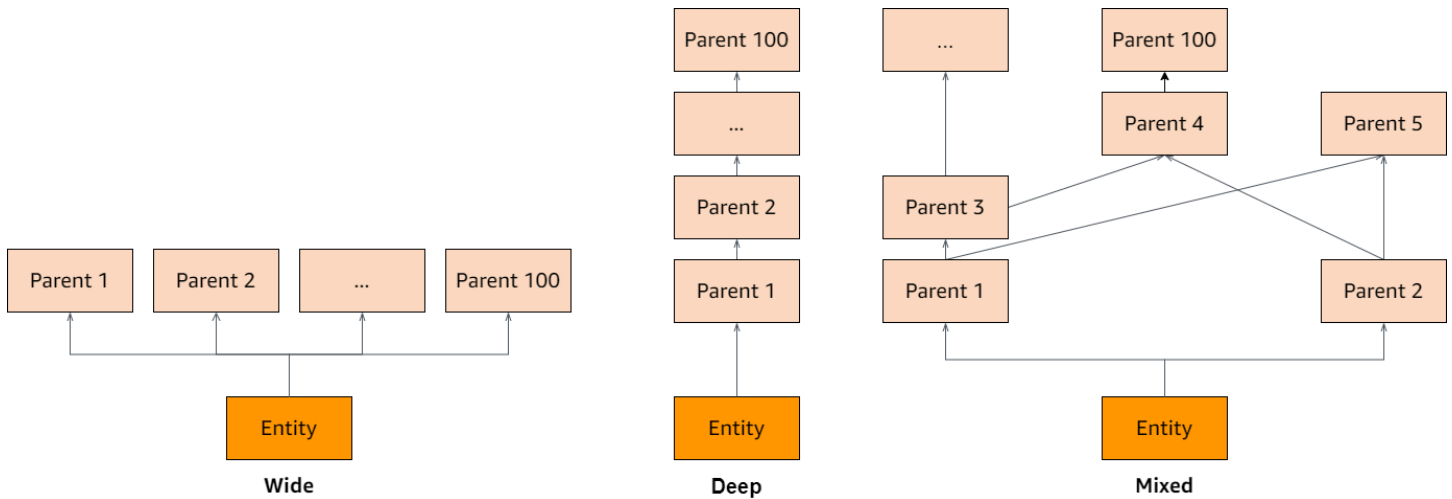 Parent 1
Parent 2
...
Parent 100
Entity
Wide
Parent 100
...
Parent 2
Parent 1
Entity
Deep
...
Parent 100
Parent 4
Parent 5
Parent 3
Parent 1
Parent 2
Entity
Mixed